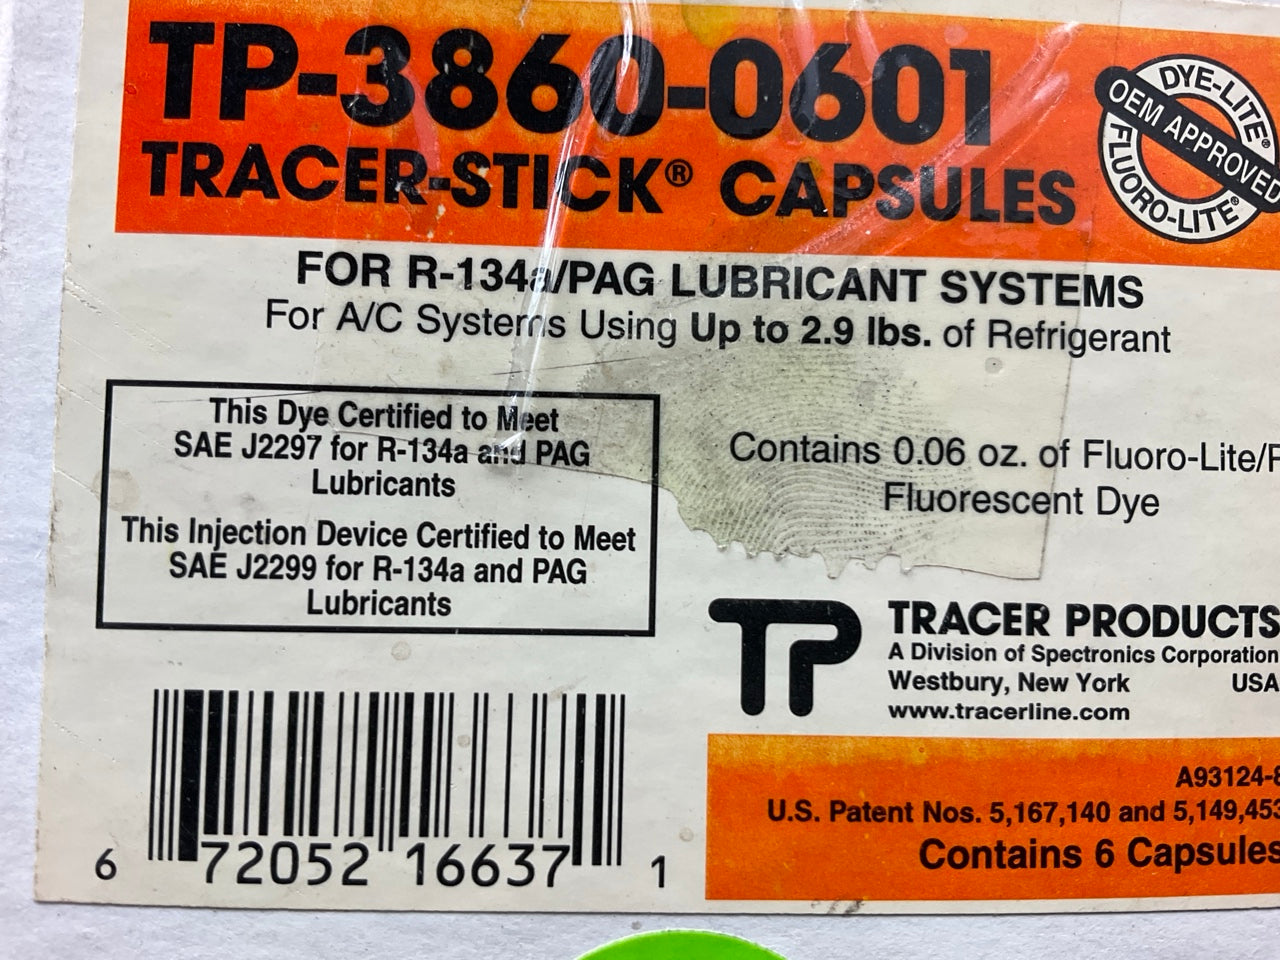 TP-3860-0601
TRACER-STICK® CAPSULES
DYE-LITE®
OEM APPROVED
FLUORO-LITE®
FOR R-134a/PAG LUBRICANT SYSTEMS
For A/C Systems Using Up to 2.9 lbs. of Refrigerant
This Dye Certified to Meet
SAE J2297 for R-134a and PAG
Lubricants
This Injection Device Certified to Meet
SAE J2299 for R-134a and PAG
Lubricants
Contains 0.06 oz. of Fluoro-Lite/
Fluorescent Dye
TP
TRACER PRODUCTS
A Division of Spectronics Corporation
Westbury, New York USA
www.tracerline.com
A93124-
U.S. Patent Nos. 5,167,140 and 5,149,453
Contains 6 Capsules
6 72052 16637 1